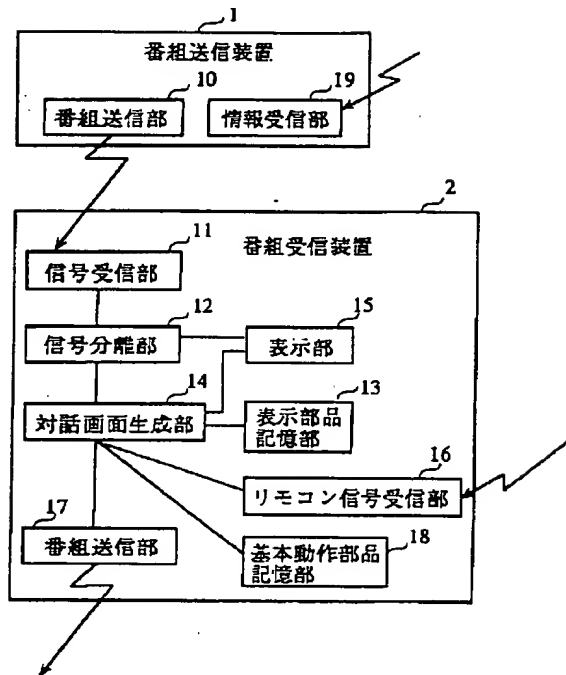 1
番組送信装置
10
19
番組送信部
情報受信部
2
番組受信装置
11
信号受信部
12
信号分離部
15
表示部
14
対話画面生成部
13
表示部品
記憶部
16
リモコン信号受信部
17
番組送信部
18
基本動作部品
記憶部